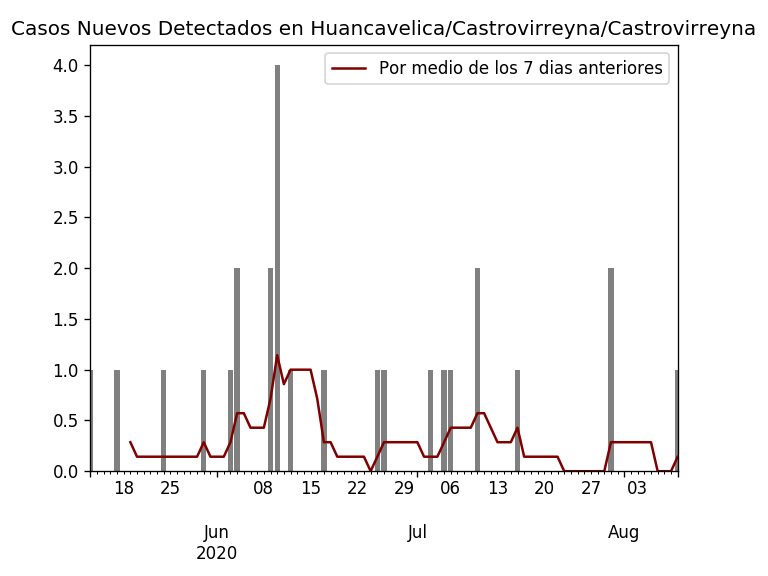 Casos Nuevos Detectados en Huancavelica/Castrovirreyna/Castrovirreyna
Por medio de los 7 dias anteriores
4.0
3.5
3.0
2.5
2.0
1.5
1.0
0.5
0.0
18 25 08 15 22 29 06 13 20 27 03
Jun Jul Aug
2020